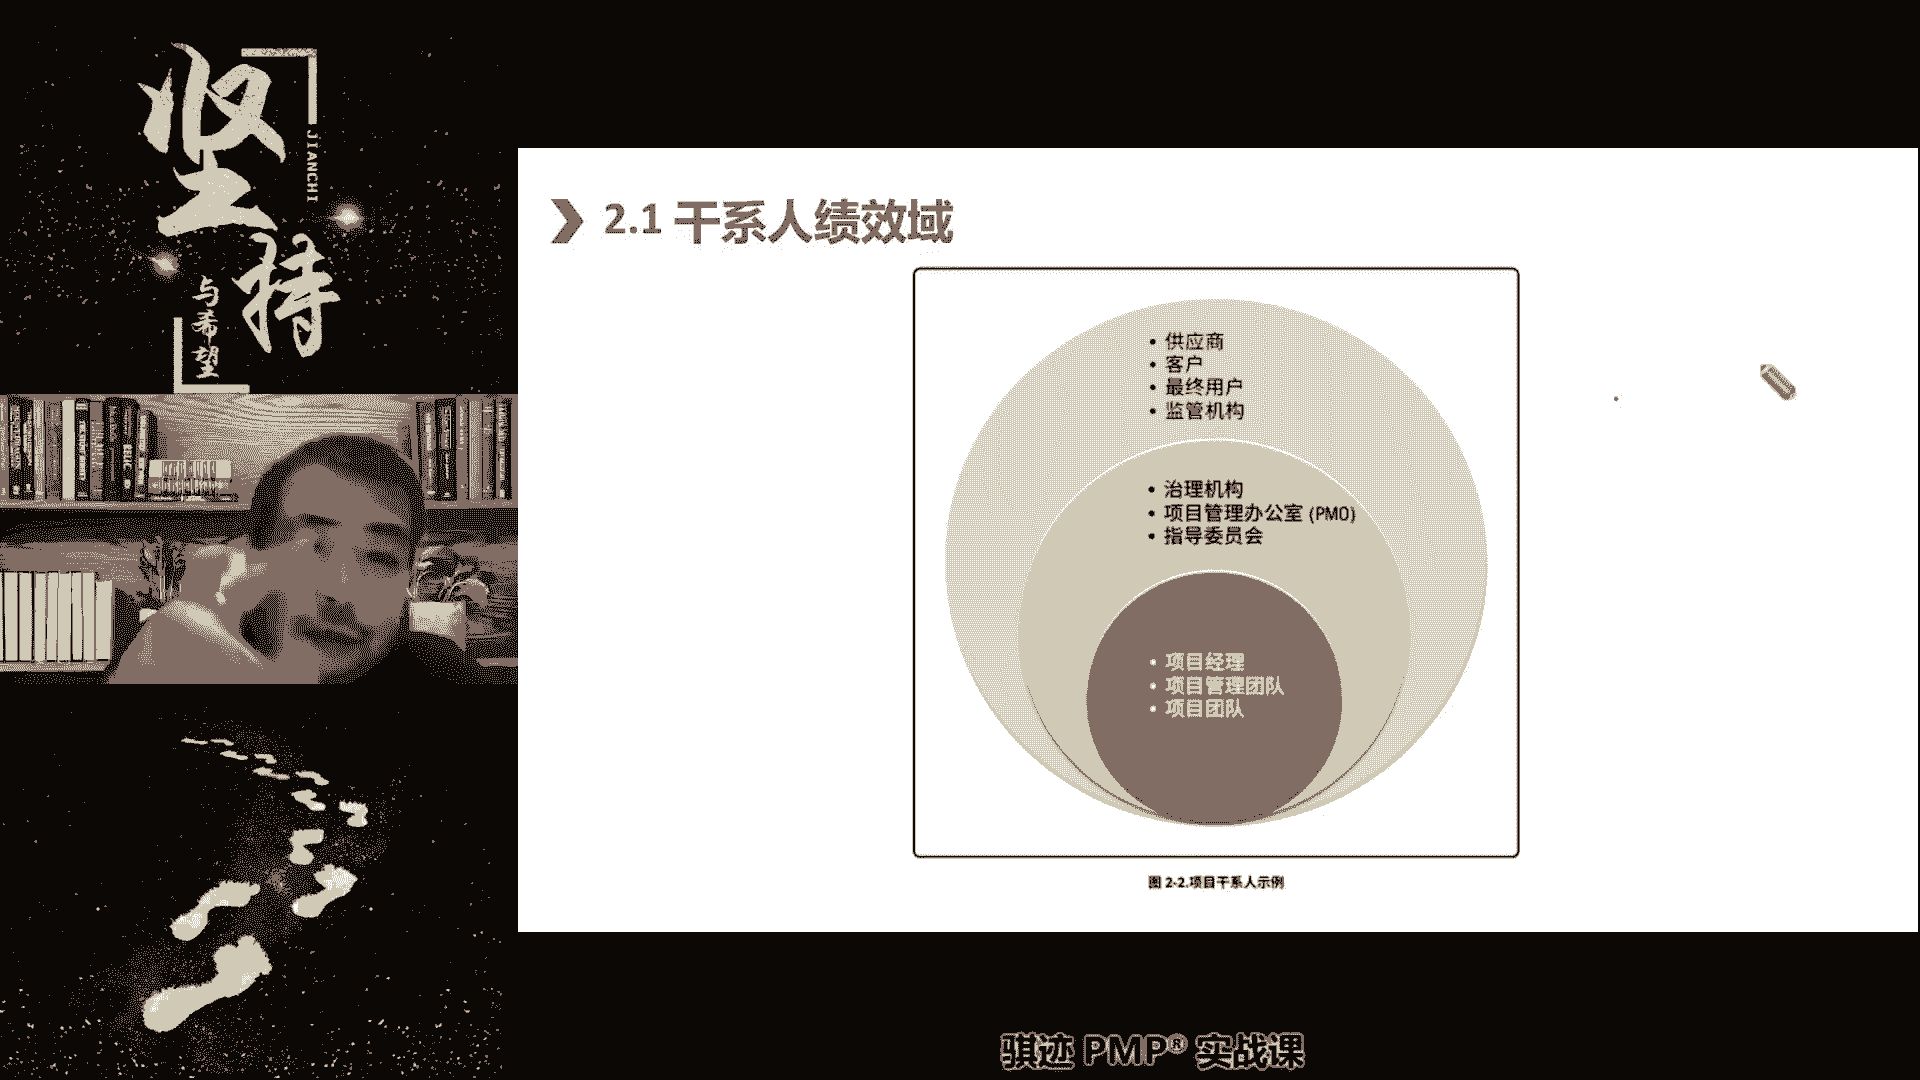 坚持
JIANCHI
与希望
2.1 干系人绩效域
• 供应商
• 客户
• 最终用户
• 监管机构
• 治理机构
• 项目管理办公室 (PMO)
• 指导委员会
• 项目经理
• 项目管理团队
• 项目团队
图 2-2.项目干系人示例
骐迹 PMP® 实战课